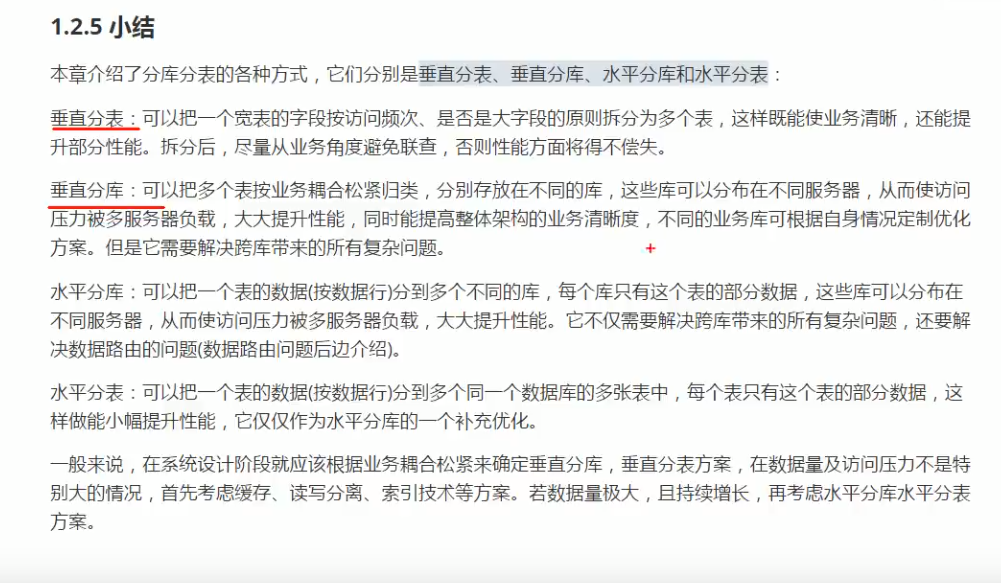 1.2.5 小结
本章介绍了分库分表的各种方式，它们分别是垂直分表、垂直分库、水平分库和水平分表：
垂直分表：可以把一个宽表的字段按访问频次、是否是大字段的原则拆分为多个表，这样既能使业务清晰，还能提
升部分性能。拆分后，尽量从业务角度避免联查，否则性能方面将得不偿失。
垂直分库：可以把多个表按业务耦合松紧归类，分别存放在不同的库，这些库可以分布在不同服务器，从而使访问
压力被多服务器负载，大大提升性能，同时能提高整体架构的业务清晰度，不同的业务库可根据自身情况定制优化
方案。但是它需要解决跨库带来的所有复杂问题。
水平分库：可以把一个表的数据(按数据行)分到多个不同的库，每个库只有这个表的部分数据，这些库可以分布在
不同服务器，从而使访问压力被多服务器负载，大大提升性能。它不仅需要解决跨库带来的所有复杂问题，还要解
决数据路由的问题(数据路由问题后边介绍)。
水平分表：可以把一个表的数据(按数据行)分到多个同一个数据库的多张表中，每个表只有这个表的部分数据，这
样做能小幅提升性能，它仅仅作为水平分库的一个补充优化。
一般来说，在系统设计阶段就应该根据业务耦合松紧来确定垂直分库，垂直分表方案，在数据量及访问压力不是特
别大的情况，首先考虑缓存、读写分离、索引技术等方案。若数据量极大，且持续增长，再考虑水平分库水平分表
方案。